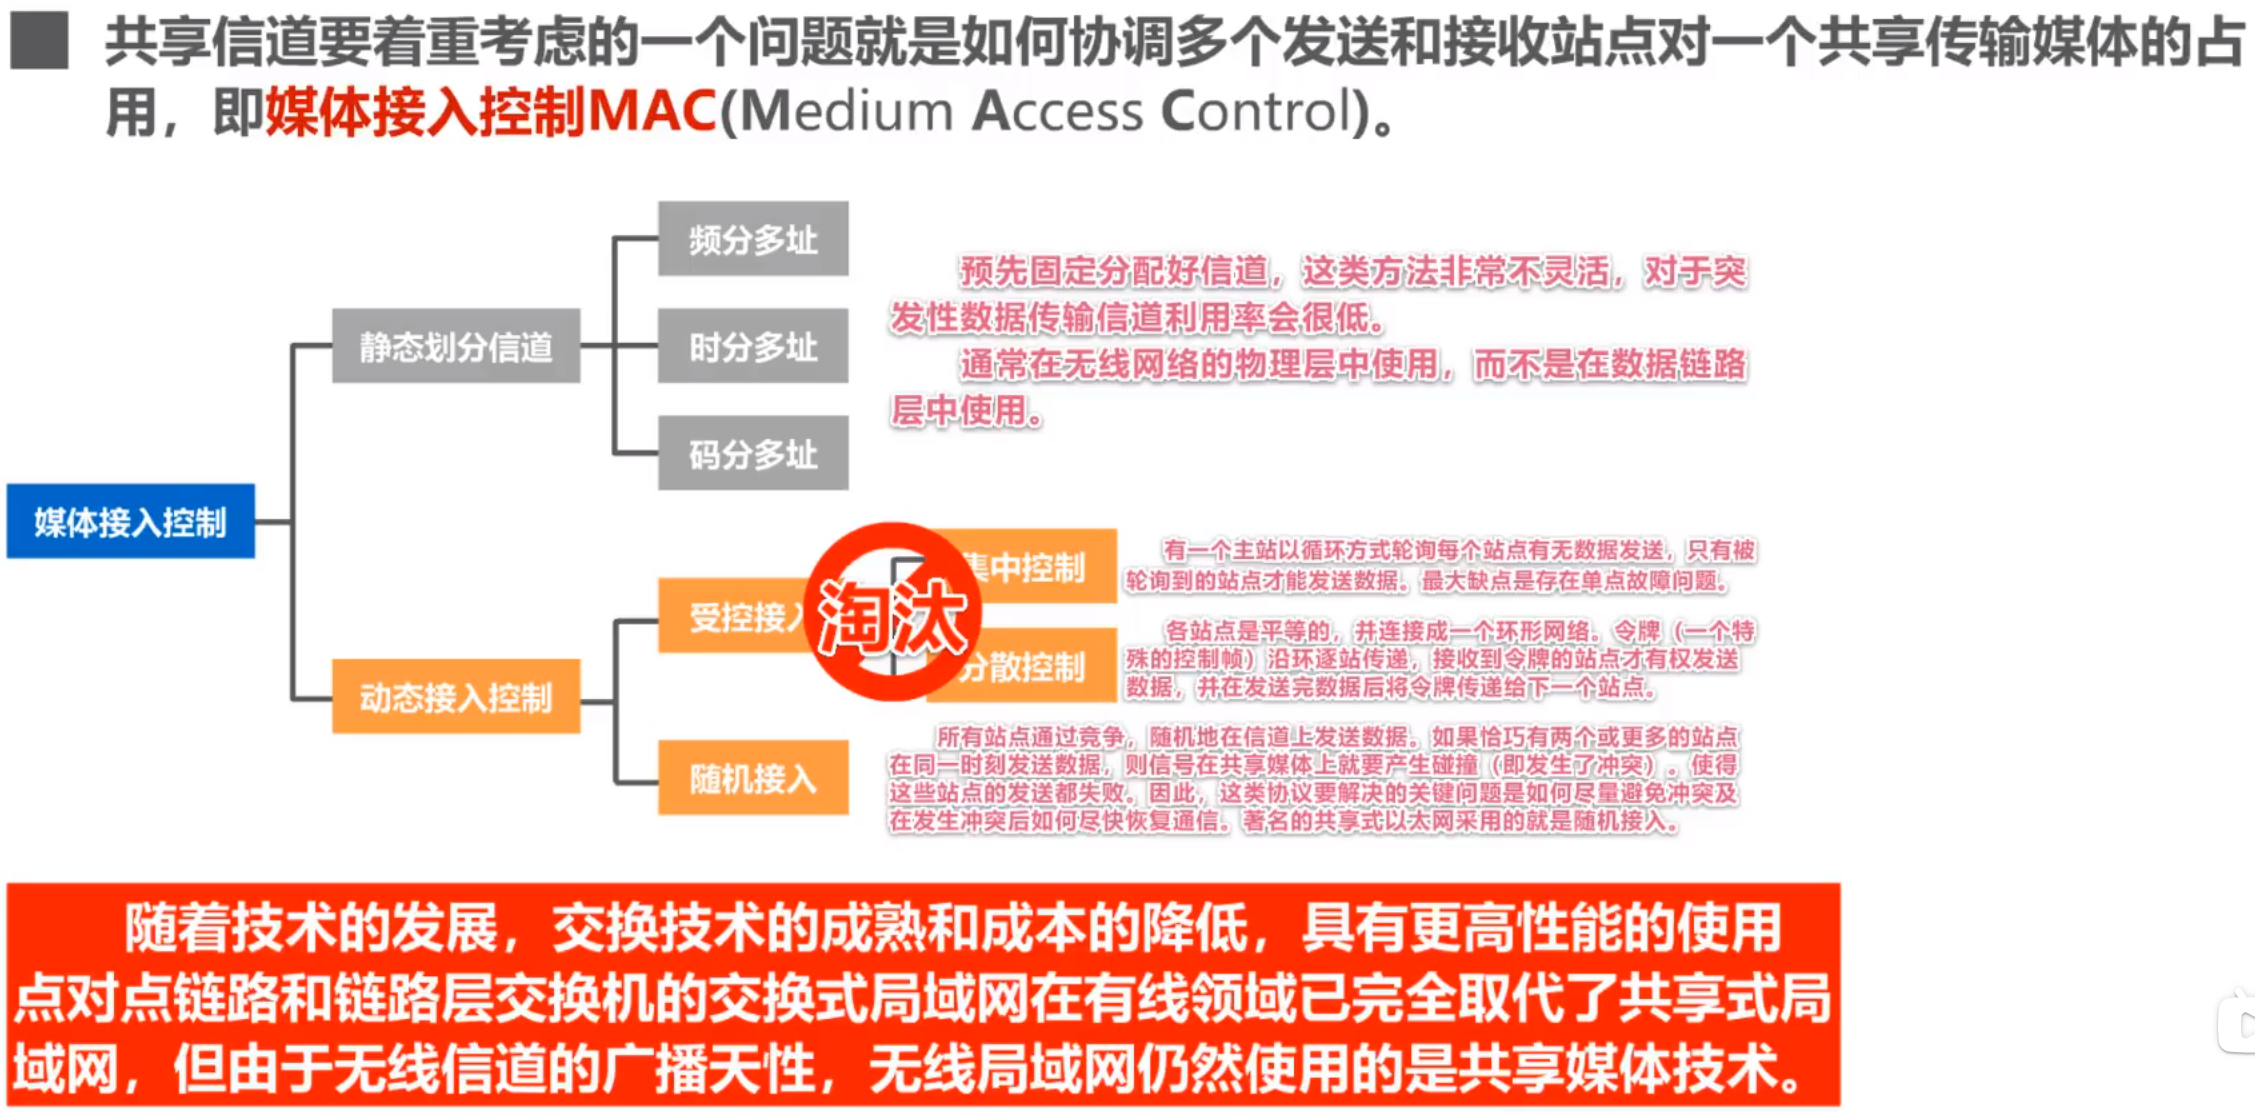 共享信道要着重考虑的一个问题就是如何协调多个发送和接收站点对一个共享传输媒体的占
用，即媒体接入控制MAC(Medium Access Control)。
频分多址
预先固定分配好信道，这类方法非常不灵活，对于突
发性数据传输信道利用率会很低。
静态划分信道
时分多址
通常在无线网络的物理层中使用，而不是在数据链路
层中使用。
码分多址
媒体接入控制
集中控制
有一个主站以循环方式轮询每个站点有无数据发送，只有被
轮询到的站点才能发送数据。最大缺点是存在单点故障问题。
受控接入
淘汰
分散控制
各站点是平等的，并连接成一个环形网络。令牌（一个特
殊的控制帧）沿环逐站传递，接收到令牌的站点才有权发送
数据，并在发送完数据后将令牌传递给下一个站点。
动态接入控制
随机接入
所有站点通过竞争，随机地在信道上发送数据。如果恰巧有两个或更多的站点
在同一时刻发送数据，则信号在共享媒体上就要产生碰撞（即发生了冲突）。使得
这些站点的发送都失败。因此，这类协议要解决的关键问题是如何尽量避免冲突及
在发生冲突后如何尽快恢复通信。著名的共享式以太网采用的就是随机接入。
随着技术的发展，交换技术的成熟和成本的降低，具有更高性能的使用
点对点链路和链路层交换机的交换式局域网在有线领域已完全取代了共享式局
域网，但由于无线信道的广播天性，无线局域网仍然使用的是共享媒体技术。